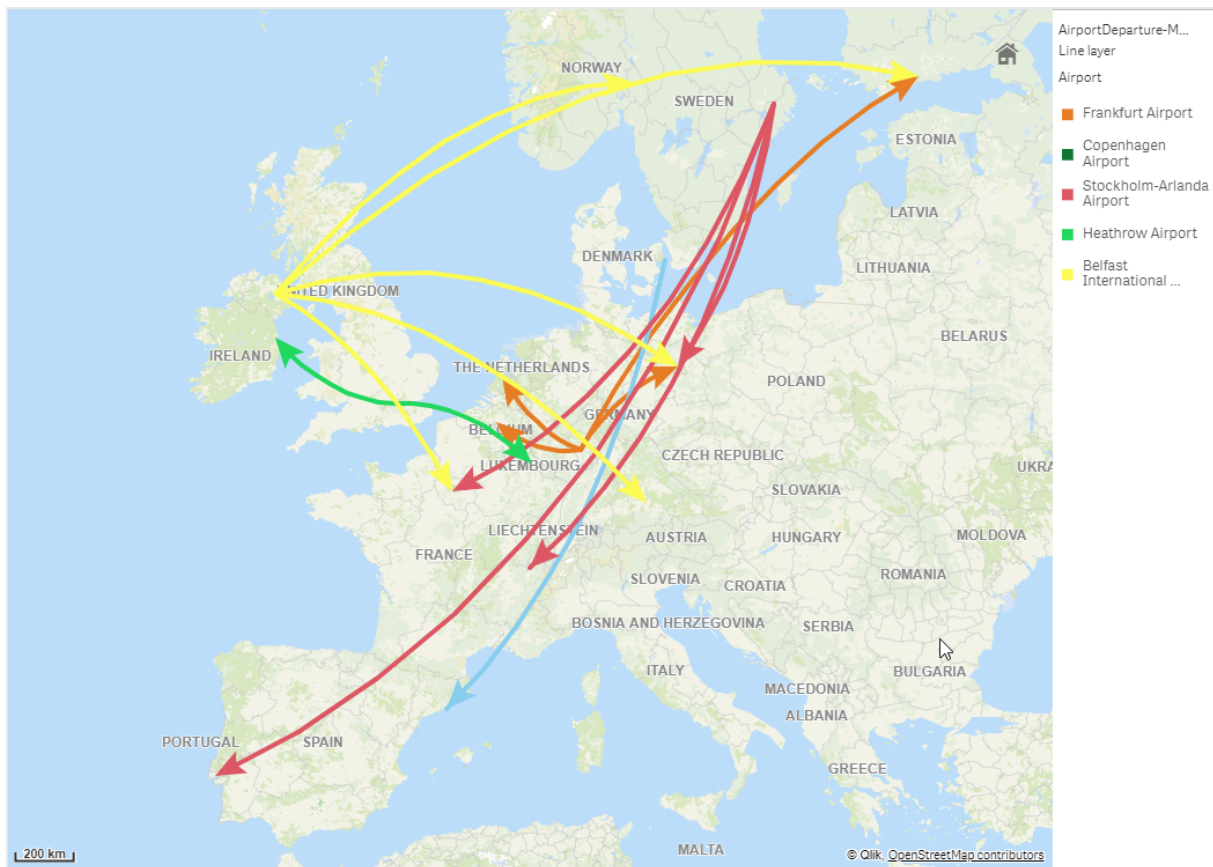 NORWAY
SWEDEN
ESTONIA
LATVIA
DENMARK
LITHUANIA
UNITED KINGDOM
BELARUS
IRELAND
THE NETHERLANDS
POLAND
GERMANY
BELGIUM
CZECH REPUBLIC
LUXEMBOURG
UKRA
SLOVAKIA
LIECHTENSTEIN
AUSTRIA
HUNGARY
MOLDOVA
FRANCE
SLOVENIA
ROMANIA
CROATIA
BOSNIA AND HERZEGOVINA
SERBIA
ITALY
BULGARIA
MACEDONIA
ALBANIA
PORTUGAL
SPAIN
GREECE
MALTA
200 km
© Qlik, OpenStreetMap contributors
AirportDeparture-M...
Line layer
Airport
Frankfurt Airport
Copenhagen
Airport
Stockholm-Arlanda
Airport
Heathrow Airport
Belfast
International ...